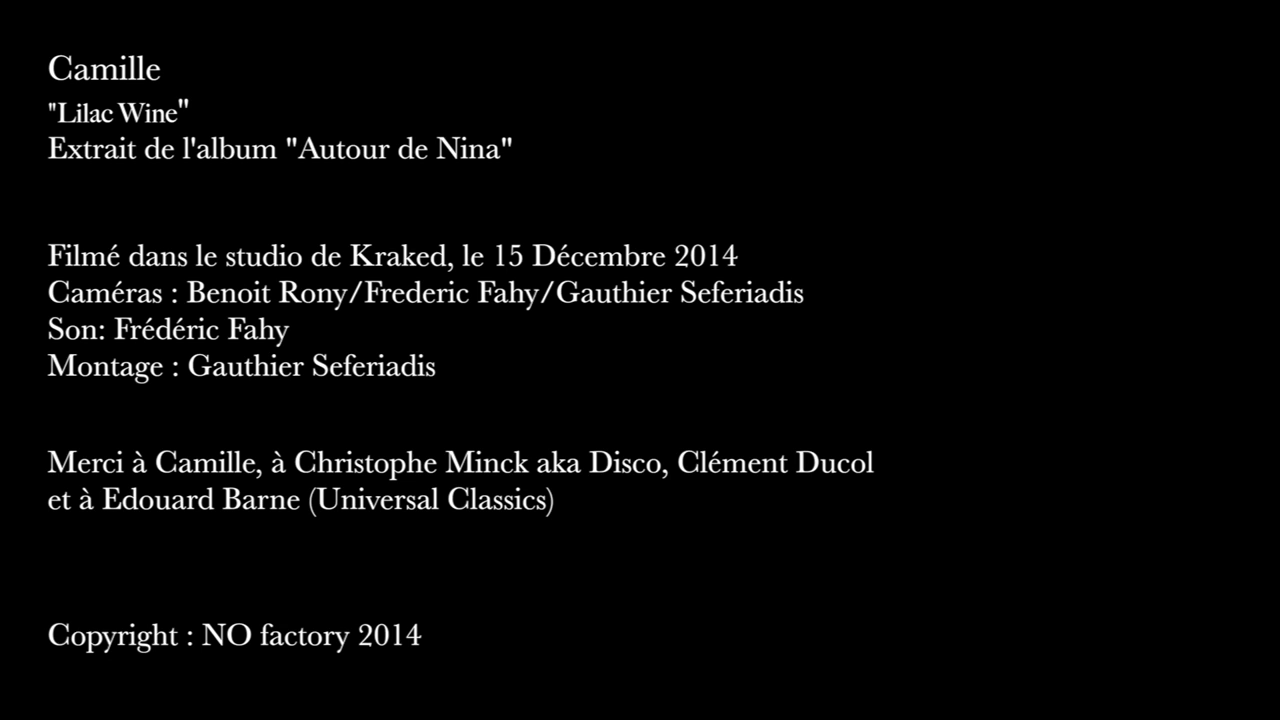 Camille
"Lilac Wine"
Extrait de l'album "Autour de Nina"
Filmé dans le studio de Kraked, le 15 Décembre 2014
Caméras : Benoit Rony/Frederic Fahy/Gauthier Seferiadis
Son: Frédéric Fahy
Montage : Gauthier Seferiadis
Merci à Camille, à Christophe Minck aka Disco, Clément Ducol
et à Edouard Barne (Universal Classics)
Copyright : NO factory 2014